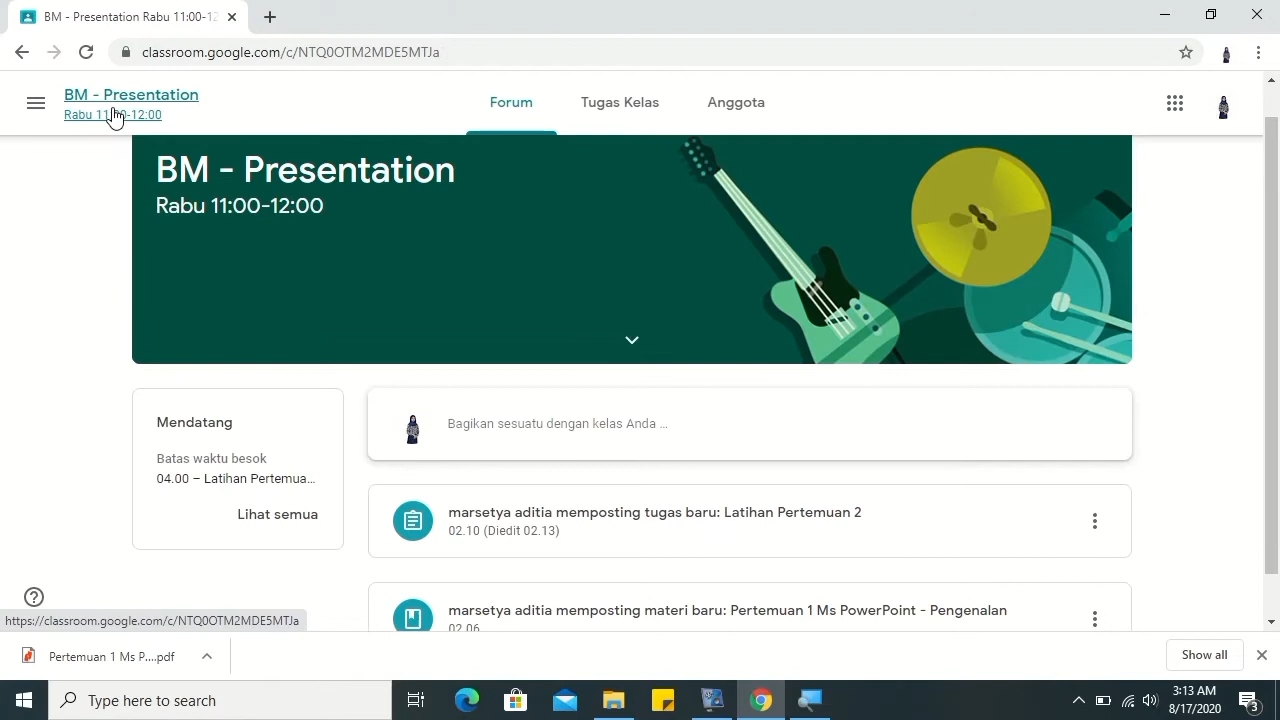 BM - Presentation Rabu 11:00-12
classroom.google.com/c/NTQ0OTM2MDE5MTJa
BM - Presentation
Rabu 11:00-12:00
Forum
Tugas Kelas
Anggota
BM - Presentation
Rabu 11:00-12:00
Mendatang
Batas waktu besok
04.00 – Latihan Pertemua...
Lihat semua
Bagikan sesuatu dengan kelas Anda ...
marsetya aditia memposting tugas baru: Latihan Pertemuan 2
02.10 (Diedit 02.13)
marsetya aditia memposting materi baru: Pertemuan 1 Ms PowerPoint - Pengenalan
02.06
https://classroom.google.com/c/NTQ0OTM2MDE5MTJa
Pertemuan 1 Ms P....pdf
Show all
Type here to search
3:13 AM
8/17/2020
3